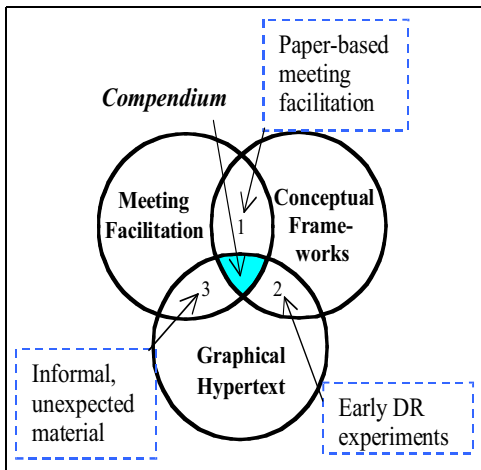 Paper-based
meeting
facilitation
Compendium
Meeting
Facilitation
Conceptual
Frame-
works
1
3
2
Graphical
Hypertext
Informal,
unexpected
material
Early DR
experiments